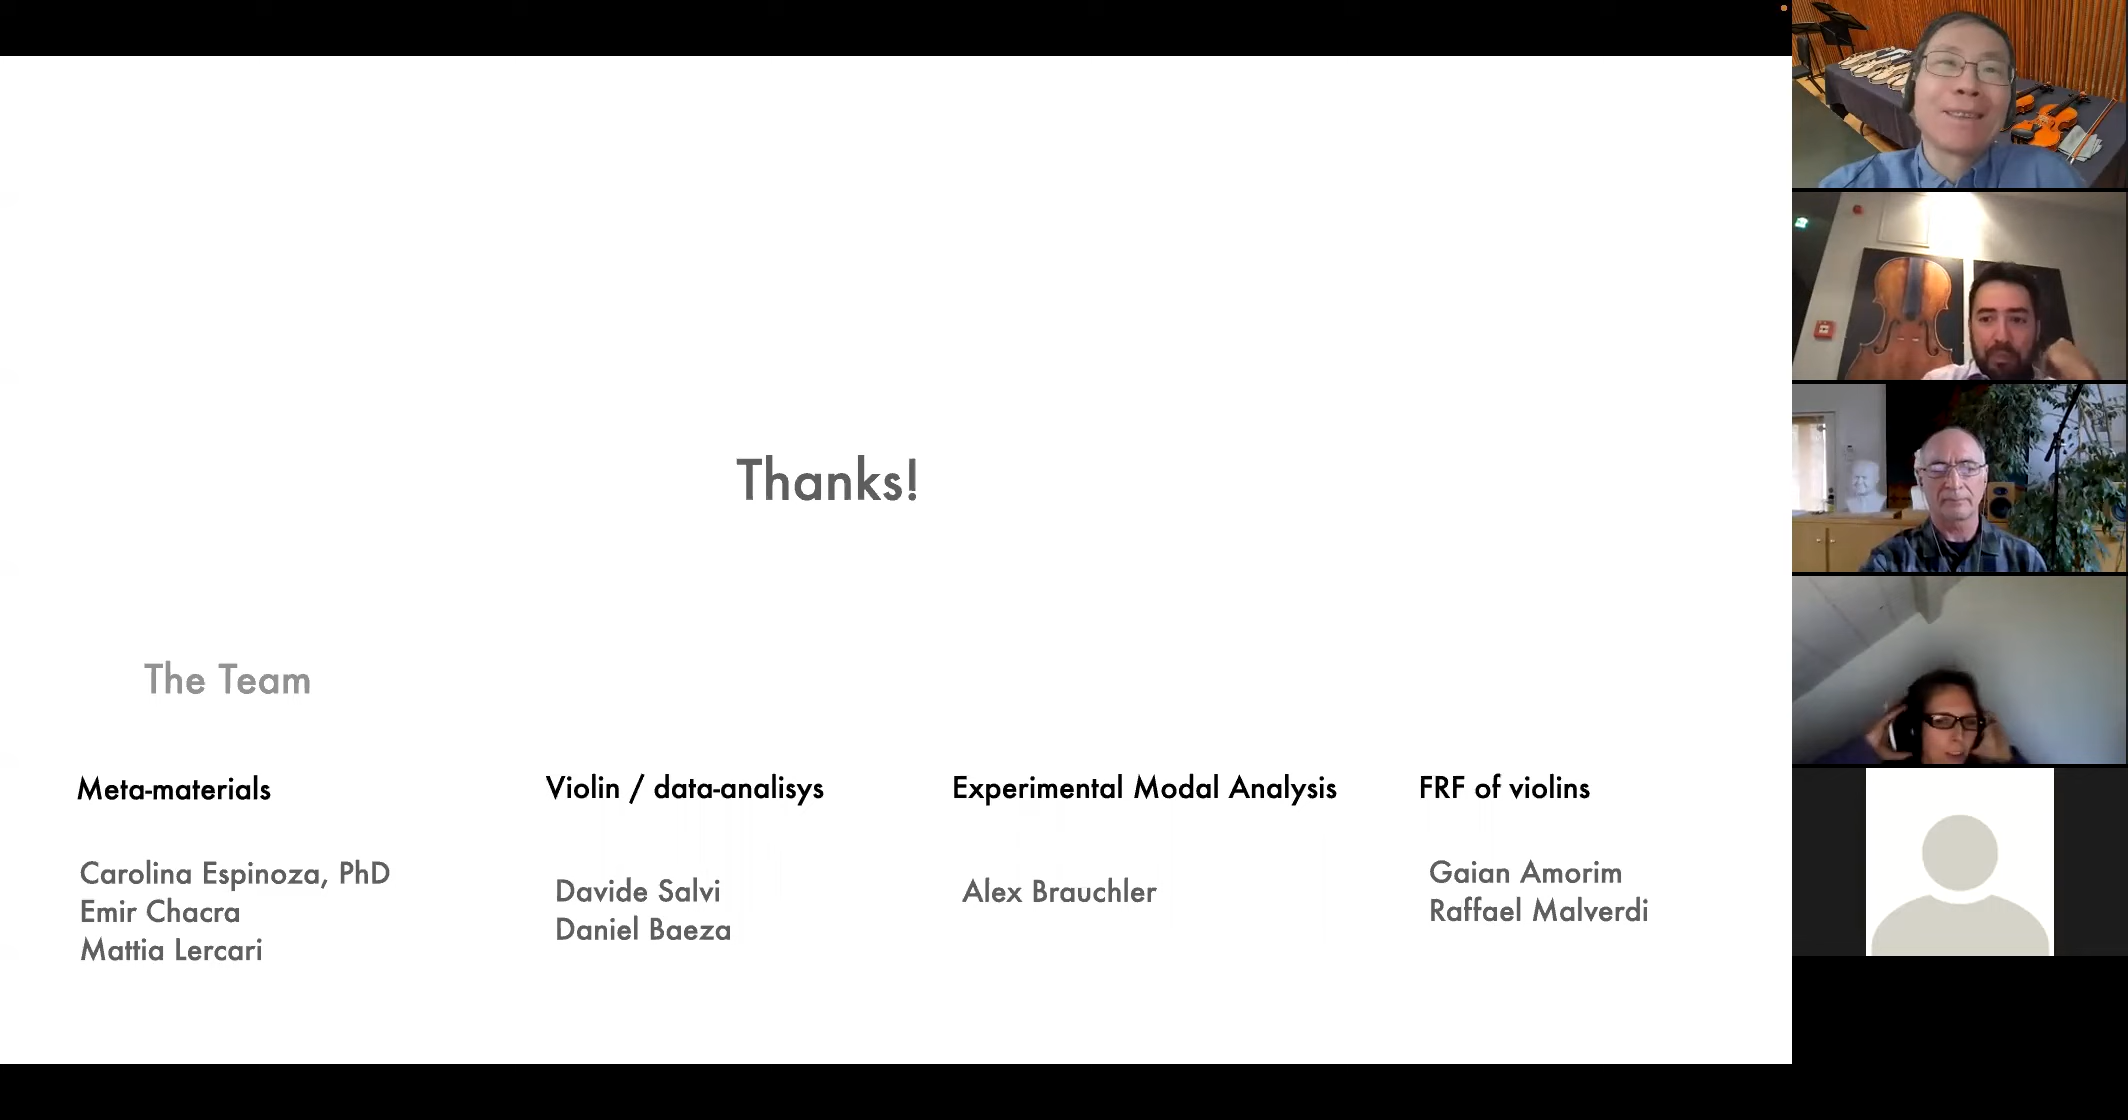 Thanks!
The Team
Meta-materials
Carolina Espinoza, PhD
Emir Chacra
Mattia Lercari
Violin / data-analisys
Davide Salvi
Daniel Baeza
Experimental Modal Analysis
Alex Brauchler
FRF of violins
Gaian Amorim
Raffael Malverdi